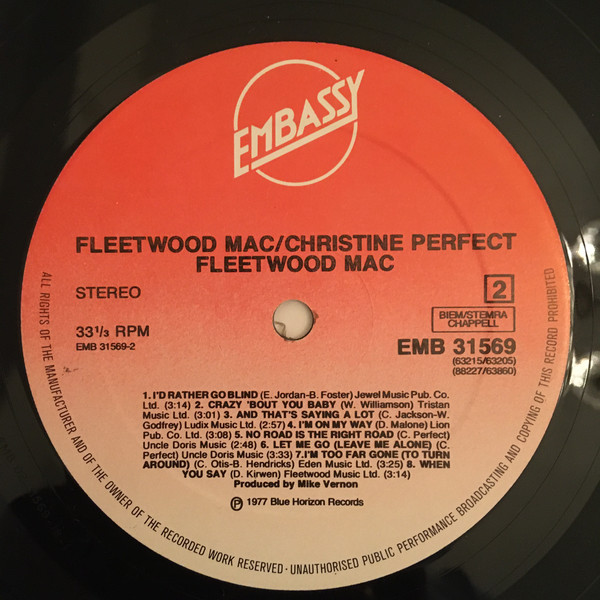 EMBASSY
FLEETWOOD MAC/CHRISTINE PERFECT
FLEETWOOD MAC
STEREO
2
BIEM/STEMRA
CHAPPELL
33 1/3 RPM
EMB 31569-2
EMB 31569
(63215/63205)
(88227/63860)
1. I'D RATHER GO BLIND (E. Jordan-B. Foster) Jewel Music Pub. Co.
Ltd. (3:14) 2. CRAZY 'BOUT YOU BABY (W. Williamson) Tristan
Music Ltd. (3:01) 3. AND THAT'S SAYING A LOT (C. Jackson-W.
Godfrey) Ludix Music Ltd. (2:57) 4. I'M ON MY WAY (D. Malone) Lion
Pub. Co. Ltd. (3:08) 5. NO ROAD IS THE RIGHT ROAD (C. Perfect)
Uncle Doris Music (2:48) 6. LET ME GO (LEAVE ME ALONE) (C.
Perfect) Uncle Doris Music (3:33) 7. I'M TOO FAR GONE (TO TURN
AROUND) (C. Otis-B. Hendricks) Eden Music Ltd. (3:25) 8. WHEN
YOU SAY (D. Kirwen) Fleetwood Music Ltd. (3:14)
Produced by Mike Vernon
Ⓟ 1977 Blue Horizon Records
ALL RIGHTS OF THE MANUFACTURER AND OF THE OWNER OF THE RECORDED WORK RESERVED · UNAUTHORISED PUBLIC PERFORMANCE BROADCASTING AND COPYING OF THIS RECORD PROHIBITED